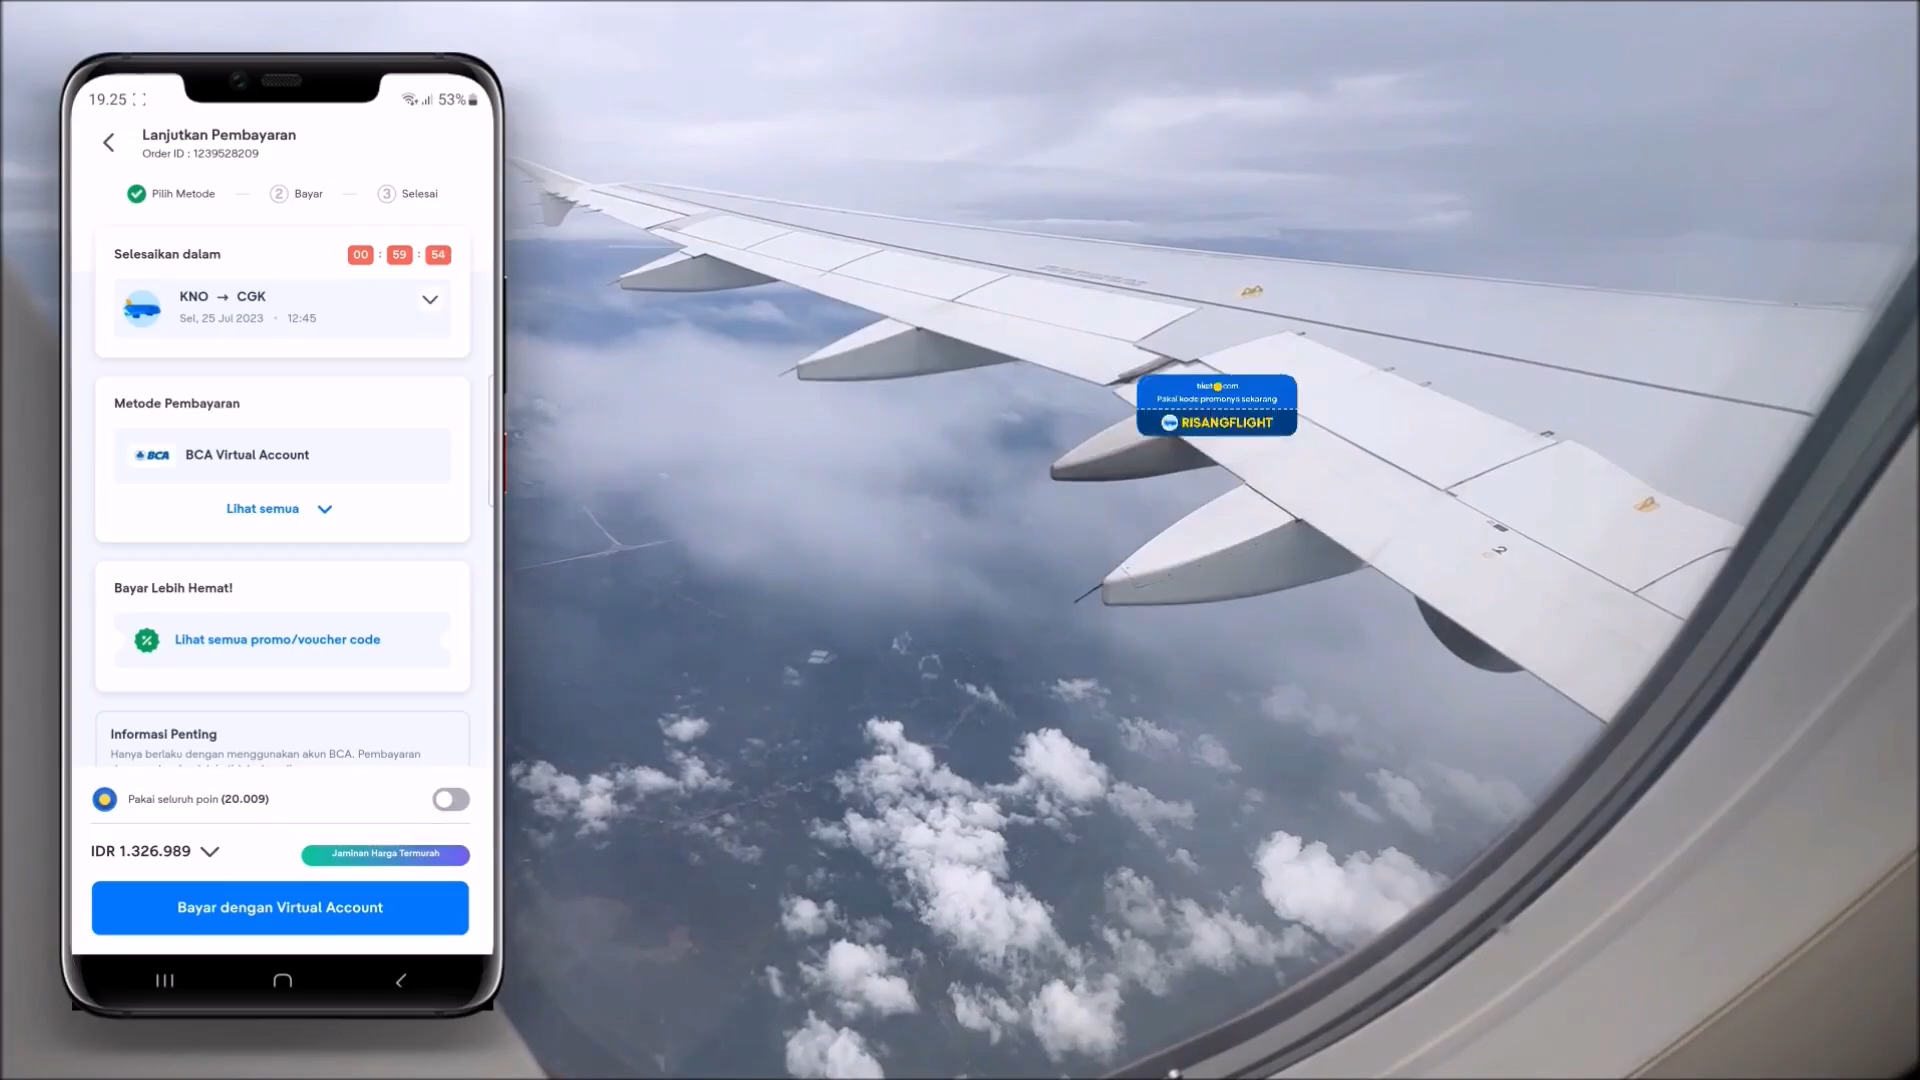 19.25
53%
Lanjutkan Pembayaran
Order ID : 1239528209
Pilih Metode
2 Bayar
3 Selesai
Selesaikan dalam
00 : 59 : 54
KNO → CGK
Sel, 25 Jul 2023 • 12:45
Metode Pembayaran
BCA BCA Virtual Account
Lihat semua
Bayar Lebih Hemat!
Lihat semua promo/voucher code
Informasi Penting
Hanya berlaku dengan menggunakan akun BCA. Pembayaran
Pakai seluruh poin (20.009)
IDR 1.326.989
Jaminan Harga Termurah
Bayar dengan Virtual Account
tiket.com
Pakai kode promonya sekarang
RISANGFLIGHT
2